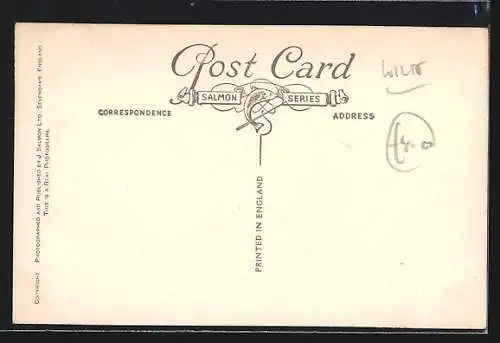 Post Card
SALMON SERIES
CORRESPONDENCE
ADDRESS
PRINTED IN ENGLAND
COPYRIGHT. PHOTOGRAPHED AND PUBLISHED BY J. SALMON LTD., SEVENOAKS, ENGLAND
THIS IS A REAL PHOTOGRAPH.
WILTS